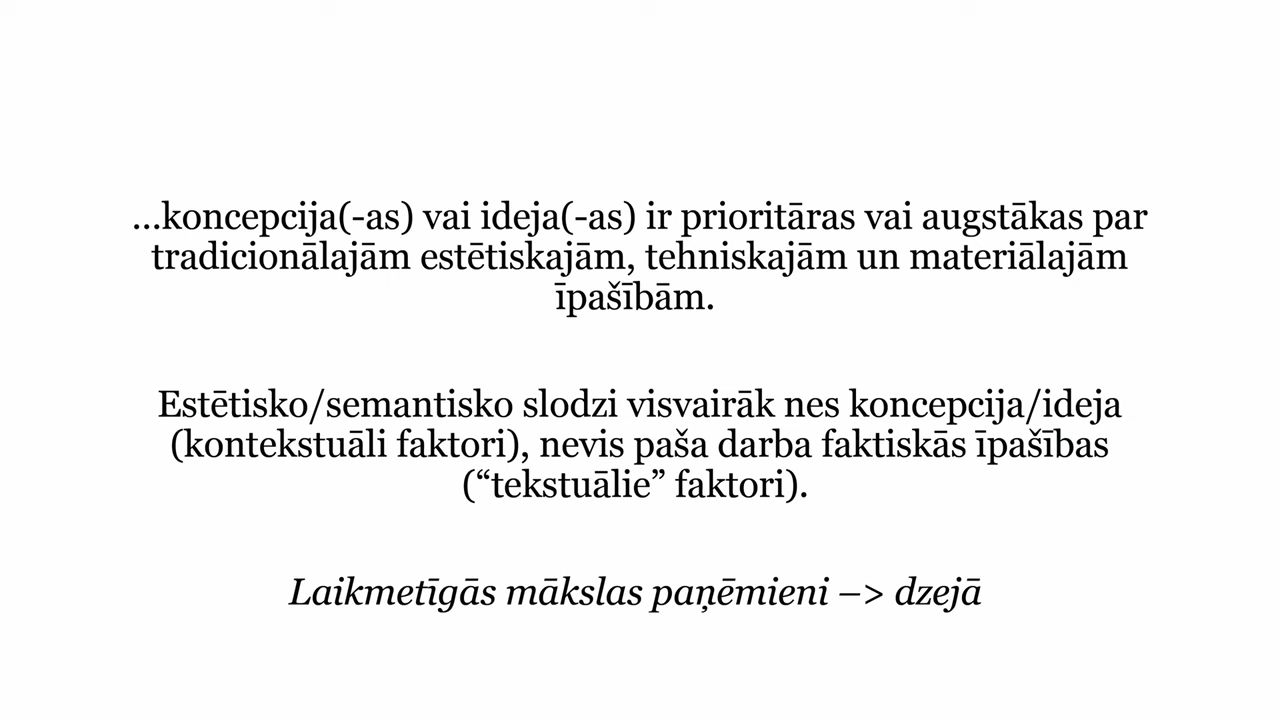 ...koncepcija(-as) vai ideja(-as) ir prioritāras vai augstākas par
tradicionālajām estētiskajām, tehniskajām un materiālajām
īpašībām.
Estētisko/semantisko slodzi visvairāk nes koncepcija/ideja
(kontekstuāli faktori), nevis paša darba faktiskās īpašības
(“tekstuālie” faktori).
Laikmetīgās mākslas paņēmieni –> dzejā